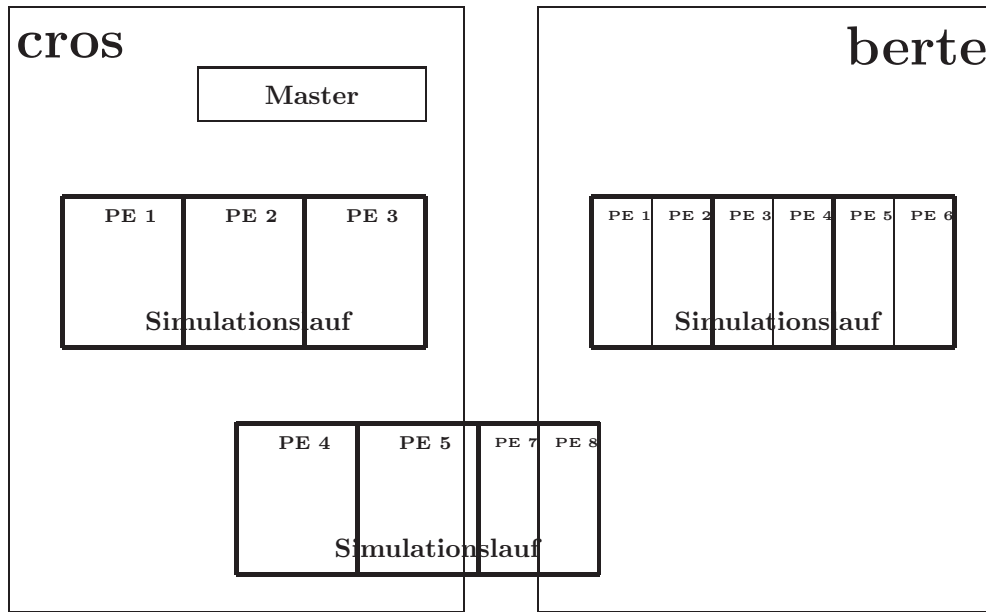 cros
berte
Master
PE 1 PE 2 PE 3
PE 1 PE 2 PE 3 PE 4 PE 5 PE 6
Simulationslauf
Simulationslauf
PE 4 PE 5 PE 7 PE 8
Simulationslauf